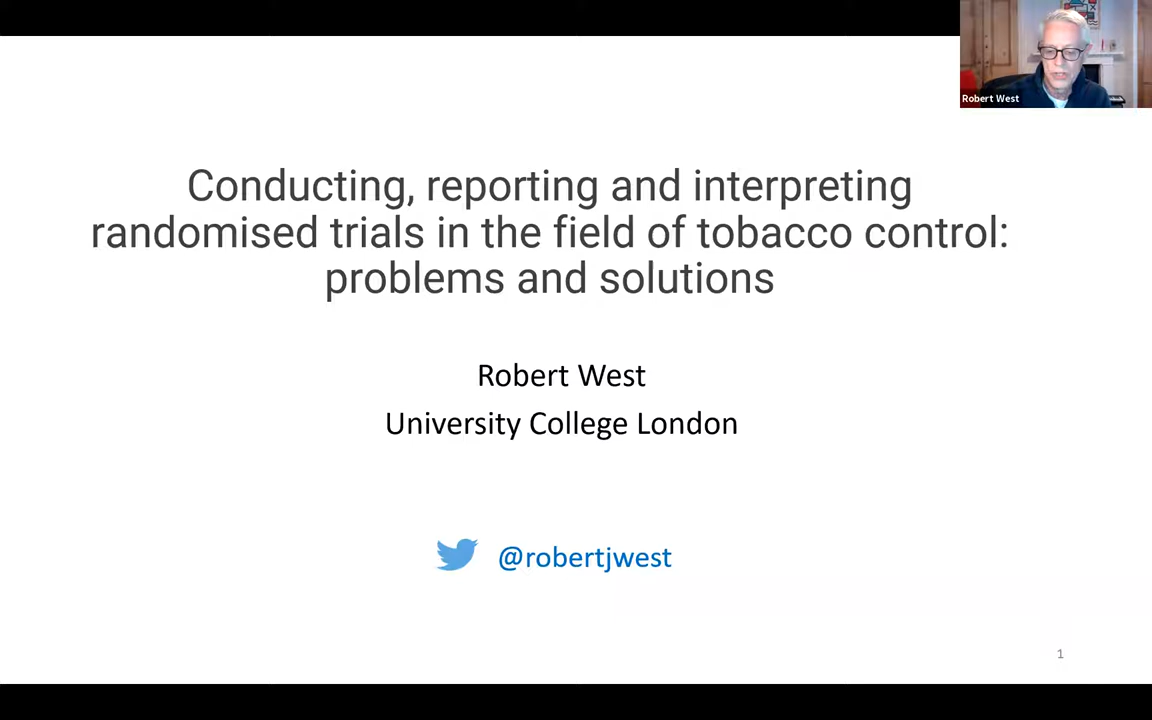 Robert West
Conducting, reporting and interpreting
randomised trials in the field of tobacco control:
problems and solutions
Robert West
University College London
@robertjwest
1